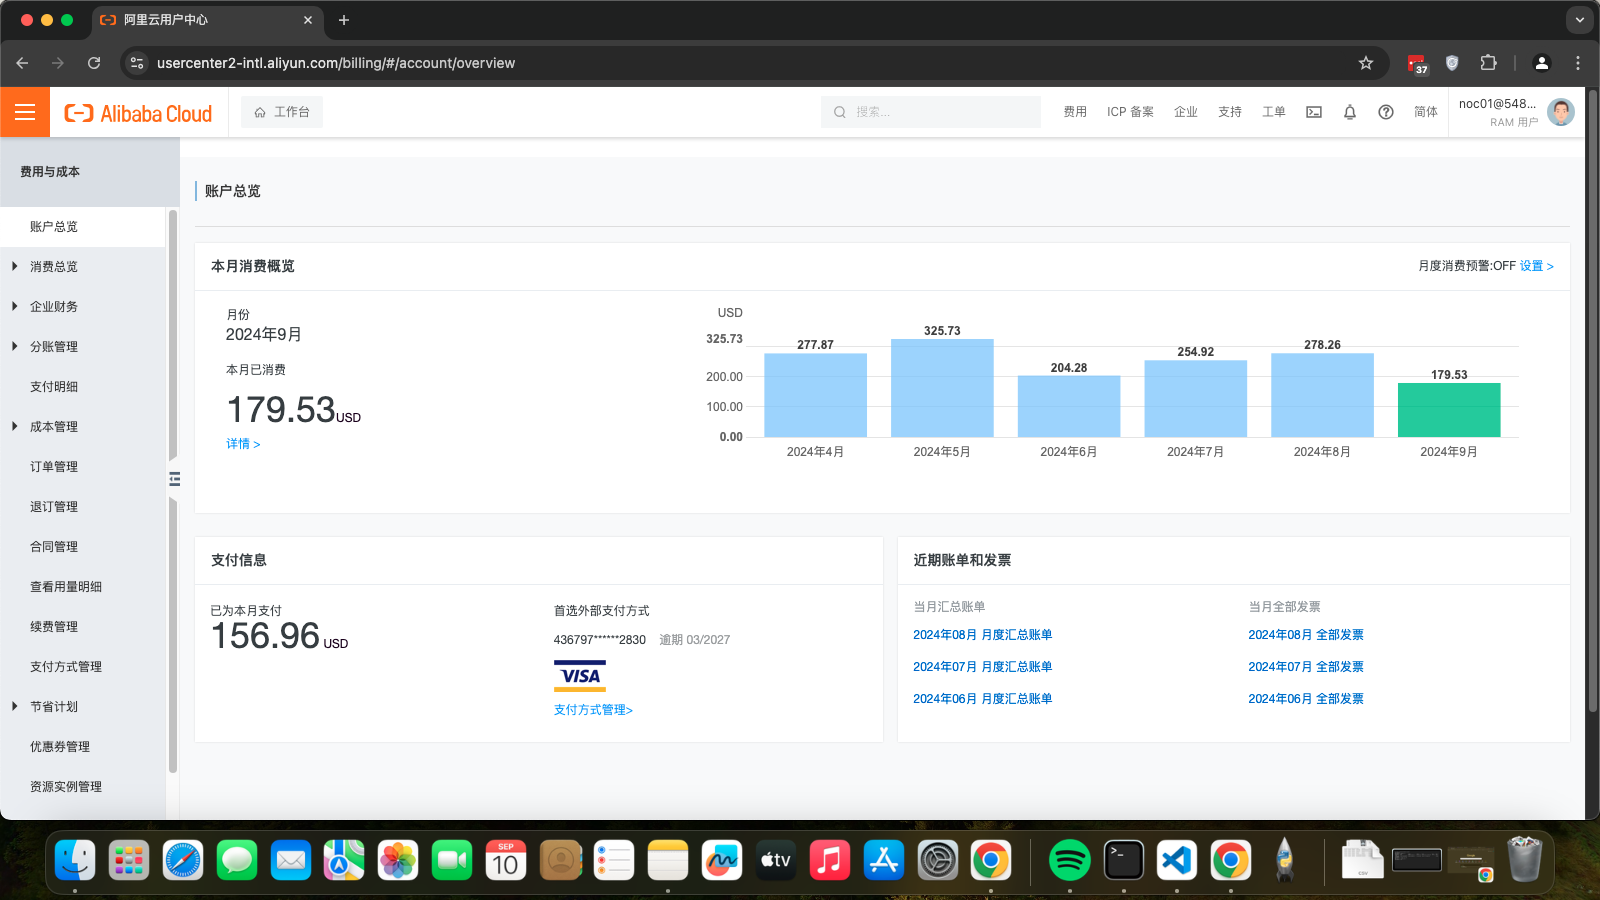 阿里云用户中心
usercenter2-intl.aliyun.com/billing/#/account/overview
37
Alibaba Cloud
工作台
搜索...
费用
ICP 备案
企业
支持
工单
简体
noc01@548...
RAM 用户
费用与成本
账户总览
消费总览
企业财务
分账管理
支付明细
成本管理
订单管理
退订管理
合同管理
查看用量明细
续费管理
支付方式管理
节省计划
优惠券管理
资源实例管理
账户总览
本月消费概览
月度消费预警:OFF 设置 >
月份
2024年9月
本月已消费
179.53USD
详情 >
USD
325.73
200.00
100.00
0.00
277.87
325.73
204.28
254.92
278.26
179.53
2024年4月
2024年5月
2024年6月
2024年7月
2024年8月
2024年9月
支付信息
已为本月支付
156.96 USD
首选外部支付方式
436797******2830 逾期 03/2027
VISA
支付方式管理>
近期账单和发票
当月汇总账单
2024年08月 月度汇总账单
2024年07月 月度汇总账单
2024年06月 月度汇总账单
当月全部发票
2024年08月 全部发票
2024年07月 全部发票
2024年06月 全部发票
SEP
10
tv
CSV